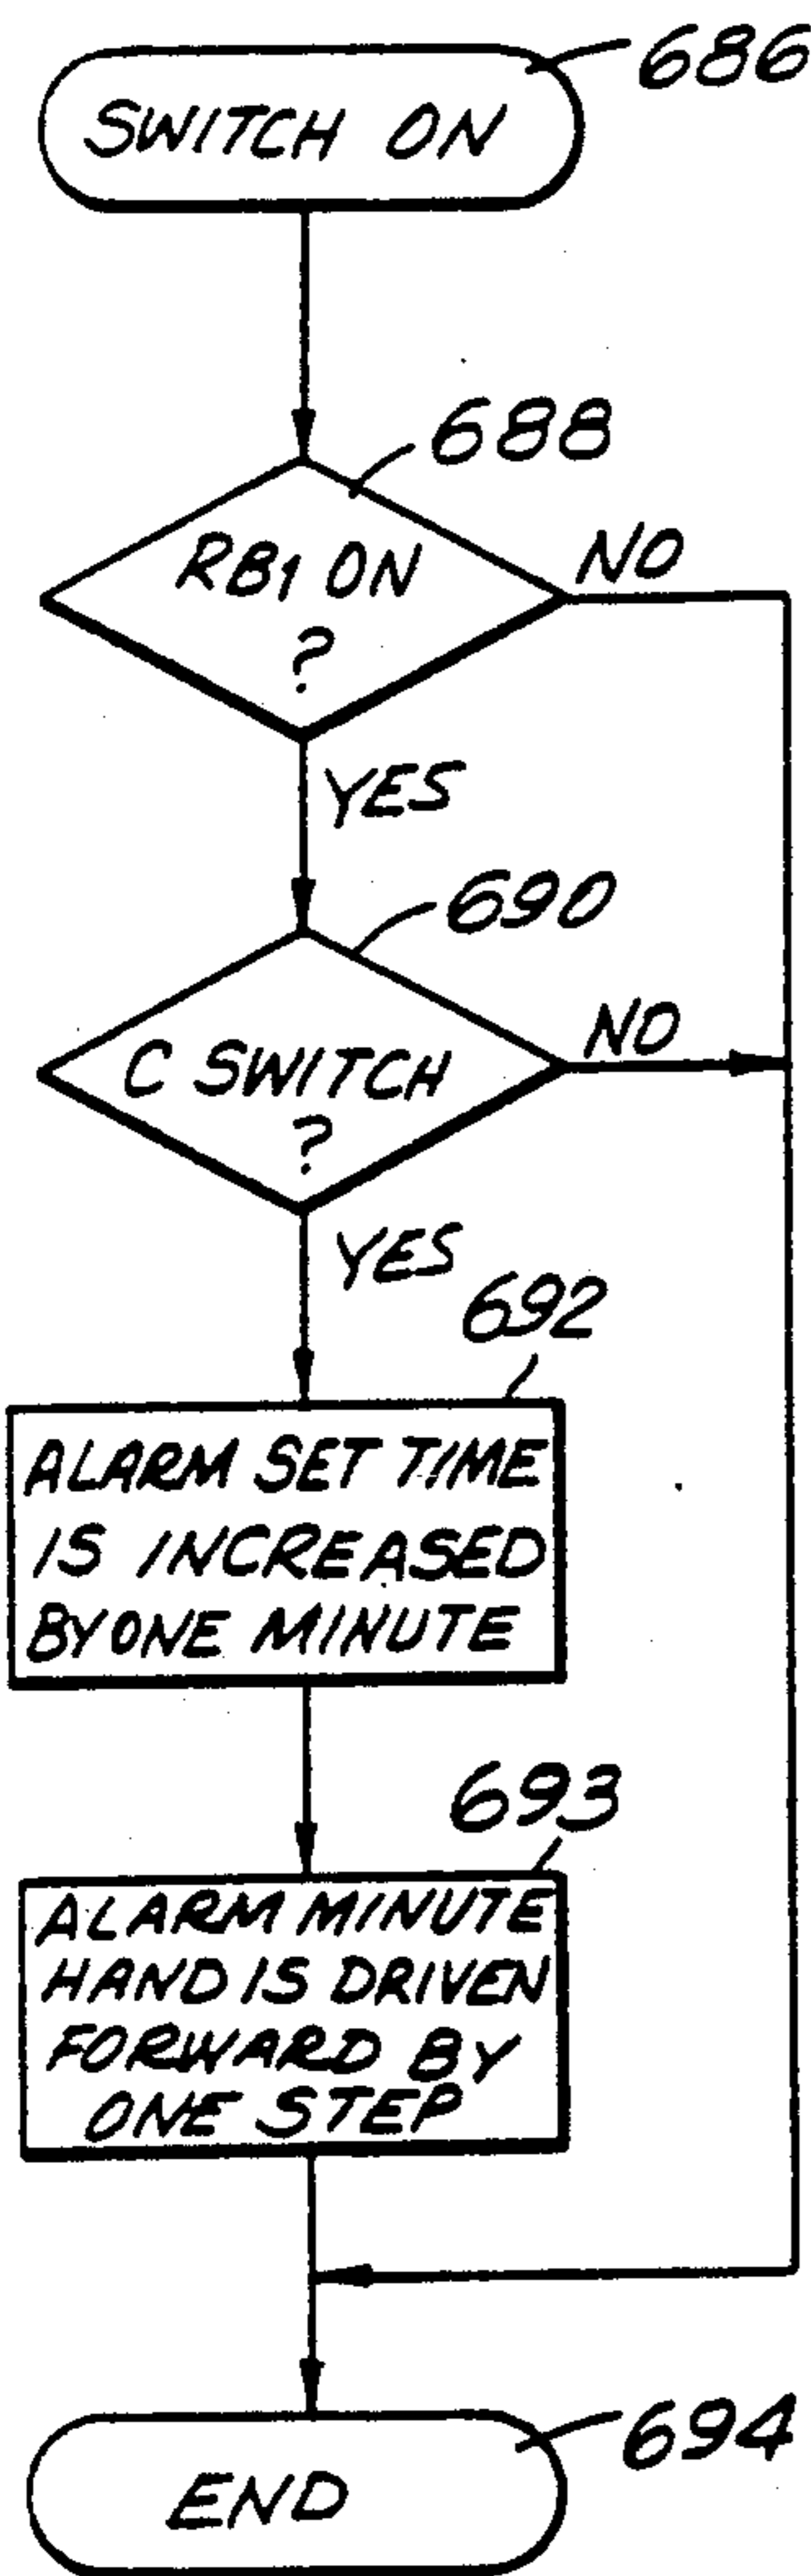 686
SWITCH ON
688
RB1 ON
?
NO
YES
690
C SWITCH
?
NO
YES
692
ALARM SET TIME
IS INCREASED
BY ONE MINUTE
693
ALARM MINUTE
HAND IS DRIVEN
FORWARD BY
ONE STEP
694
END